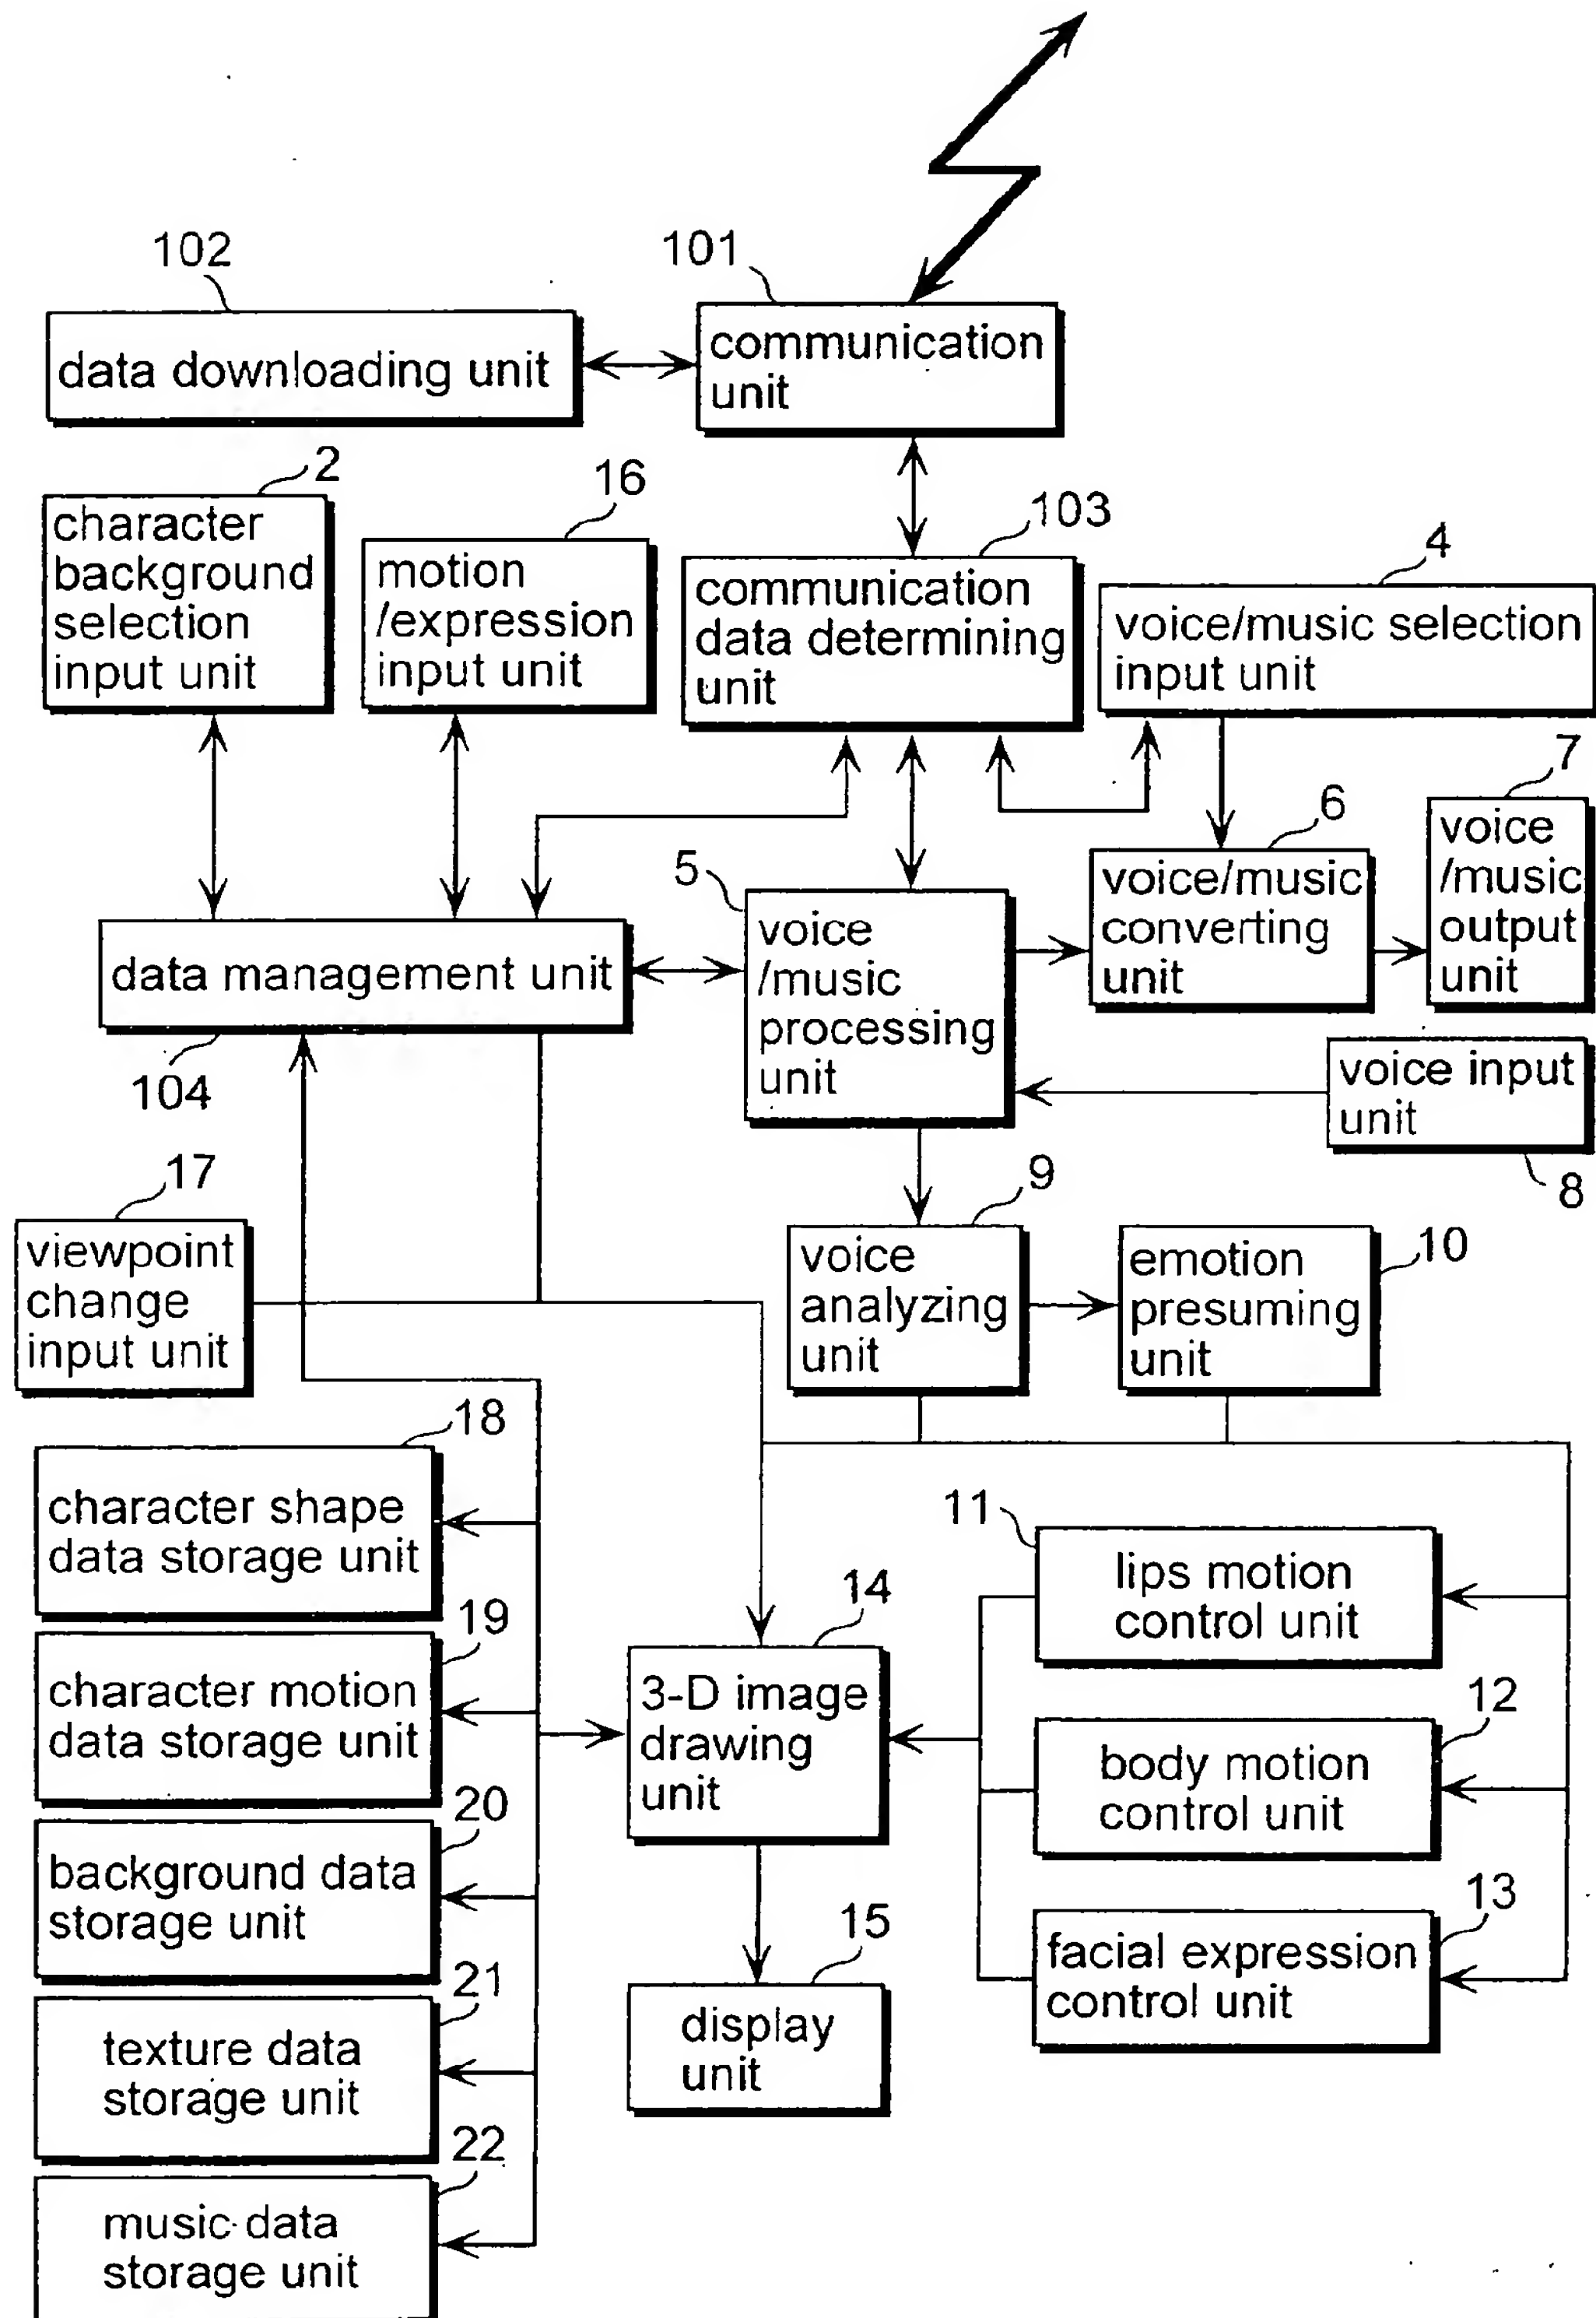 102
101
data downloading unit
communication
unit
2
character
background
selection
input unit
16
motion
/expression
input unit
103
communication
data determining
unit
4
voice/music selection
input unit
5
voice
/music
processing
unit
6
voice/music
converting
unit
7
voice
/music
output
unit
data management unit
104
voice input
unit
8
17
viewpoint
change
input unit
9
voice
analyzing
unit
emotion
presuming
unit
10
18
character shape
data storage unit
11
lips motion
control unit
19
character motion
data storage unit
14
3-D image
drawing
unit
12
body motion
control unit
20
background data
storage unit
13
facial expression
control unit
21
texture data
storage unit
15
display
unit
22
music data
storage unit